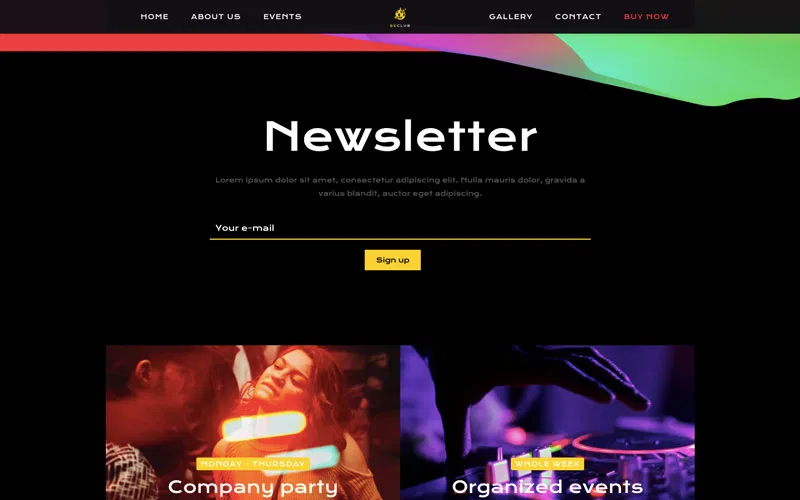 HOME ABOUT US EVENTS GALLERY CONTACT BUY NOW
Newsletter
Lorem ipsum dolor sit amet, consectetur adipiscing elit. Nulla mauris dolor, gravida a
varius blandit, auctor eget adipiscing.
Your e-mail
Sign up
MONDAY - THURSDAY
Company party
WHOLE WEEK
Organized events